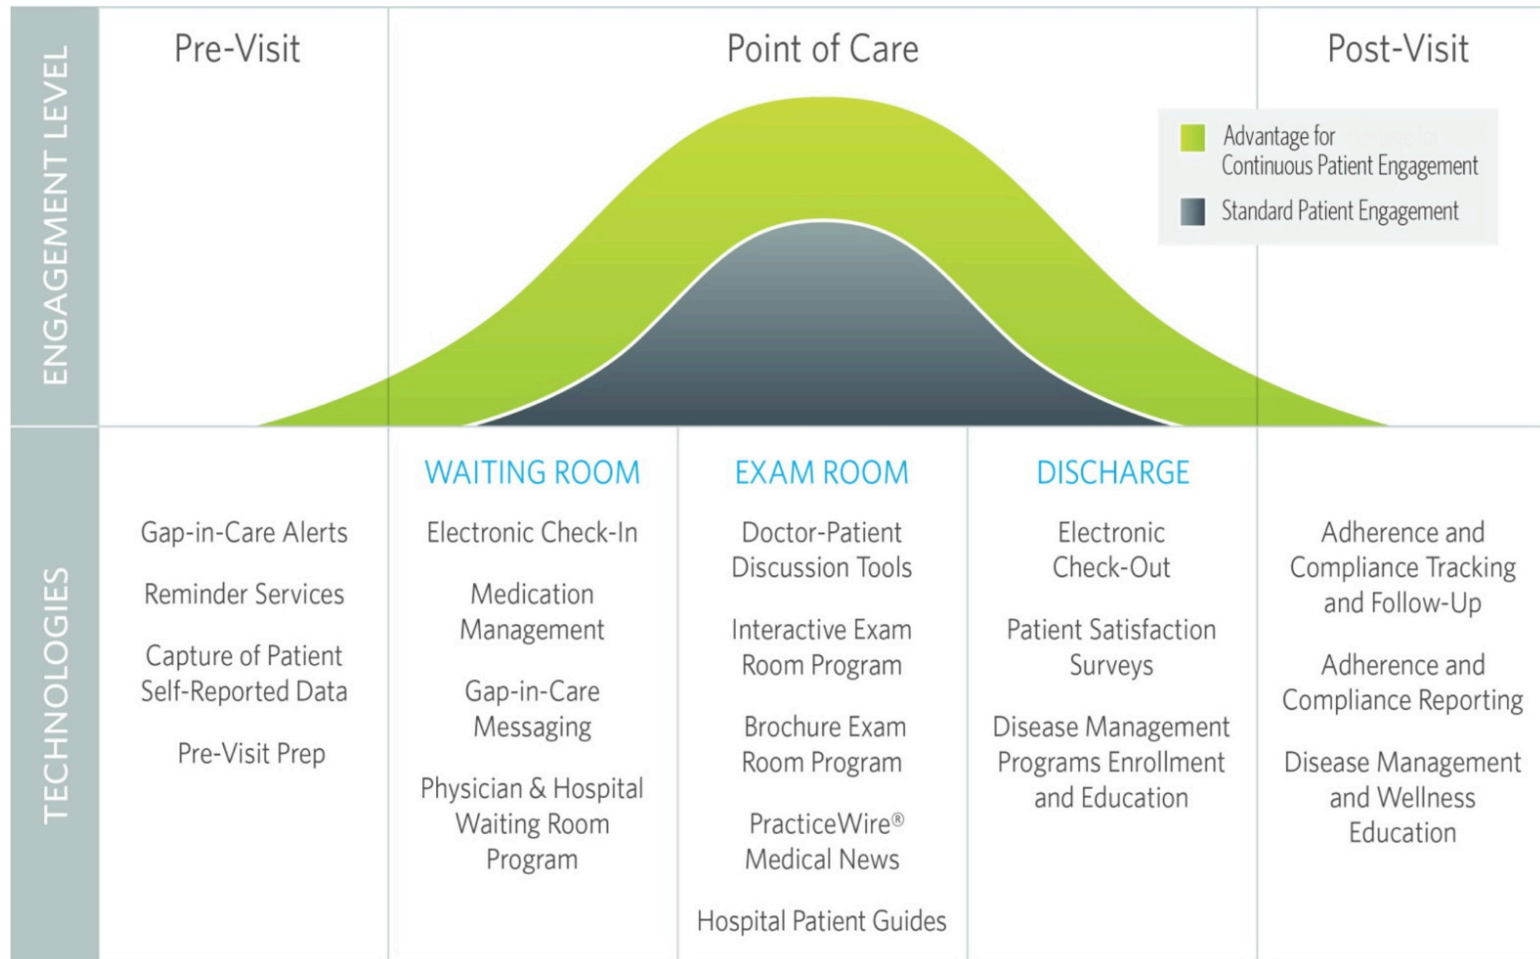 ENGAGEMENT LEVEL
Pre-Visit
Point of Care
Post-Visit
Advantage for
Continuous Patient Engagement
Standard Patient Engagement
TECHNOLOGIES
Gap-in-Care Alerts
Reminder Services
Capture of Patient
Self-Reported Data
Pre-Visit Prep
WAITING ROOM
Electronic Check-In
Medication
Management
Gap-in-Care
Messaging
Physician & Hospital
Waiting Room
Program
EXAM ROOM
Doctor-Patient
Discussion Tools
Interactive Exam
Room Program
Brochure Exam
Room Program
PracticeWire®
Medical News
Hospital Patient Guides
DISCHARGE
Electronic
Check-Out
Patient Satisfaction
Surveys
Disease Management
Programs Enrollment
and Education
Adherence and
Compliance Tracking
and Follow-Up
Adherence and
Compliance Reporting
Disease Management
and Wellness
Education